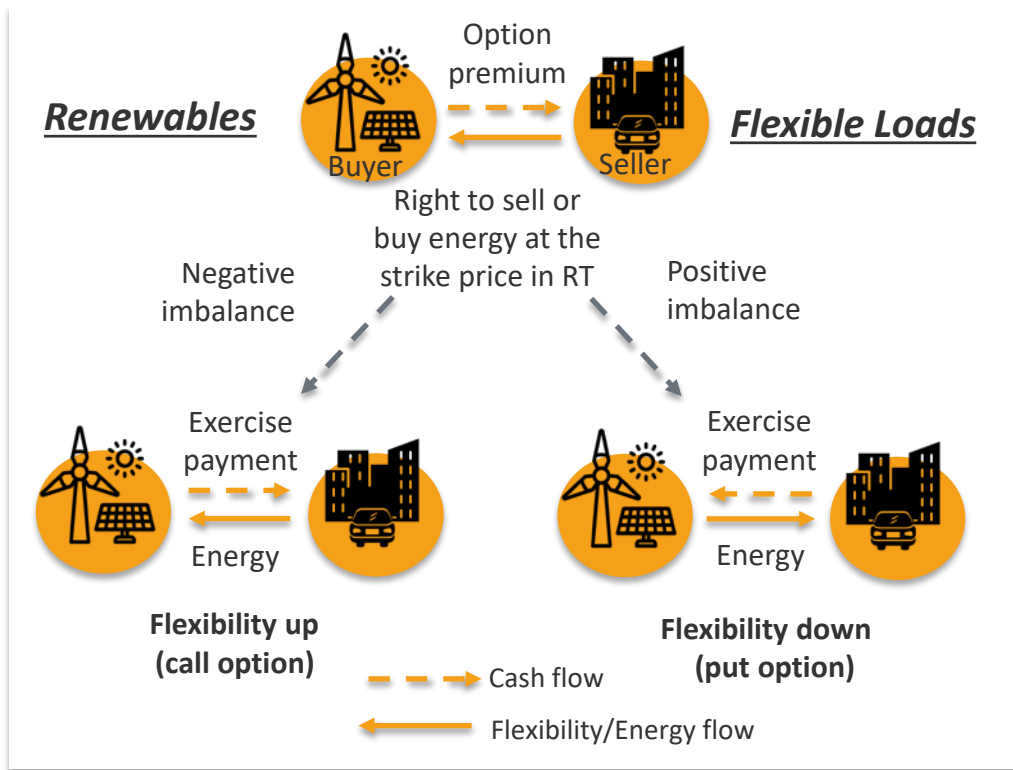 Option
premium
Renewables
Flexible Loads
Buyer
Seller
Right to sell or
buy energy at the
strike price in RT
Negative
imbalance
Positive
imbalance
Exercise
payment
Energy
Flexibility up
(call option)
Exercise
payment
Energy
Flexibility down
(put option)
Cash flow
Flexibility/Energy flow